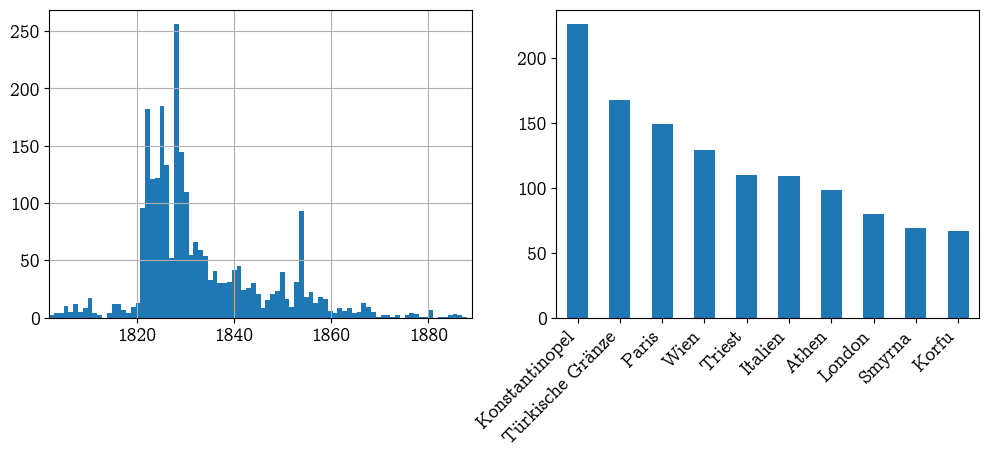 250
200
150
100
50
0
1820 1840 1860 1880
200
150
100
50
0
Konstantinopel
Türkische Gränze
Paris
Wien
Triest
Italien
Athen
London
Smyrna
Korfu